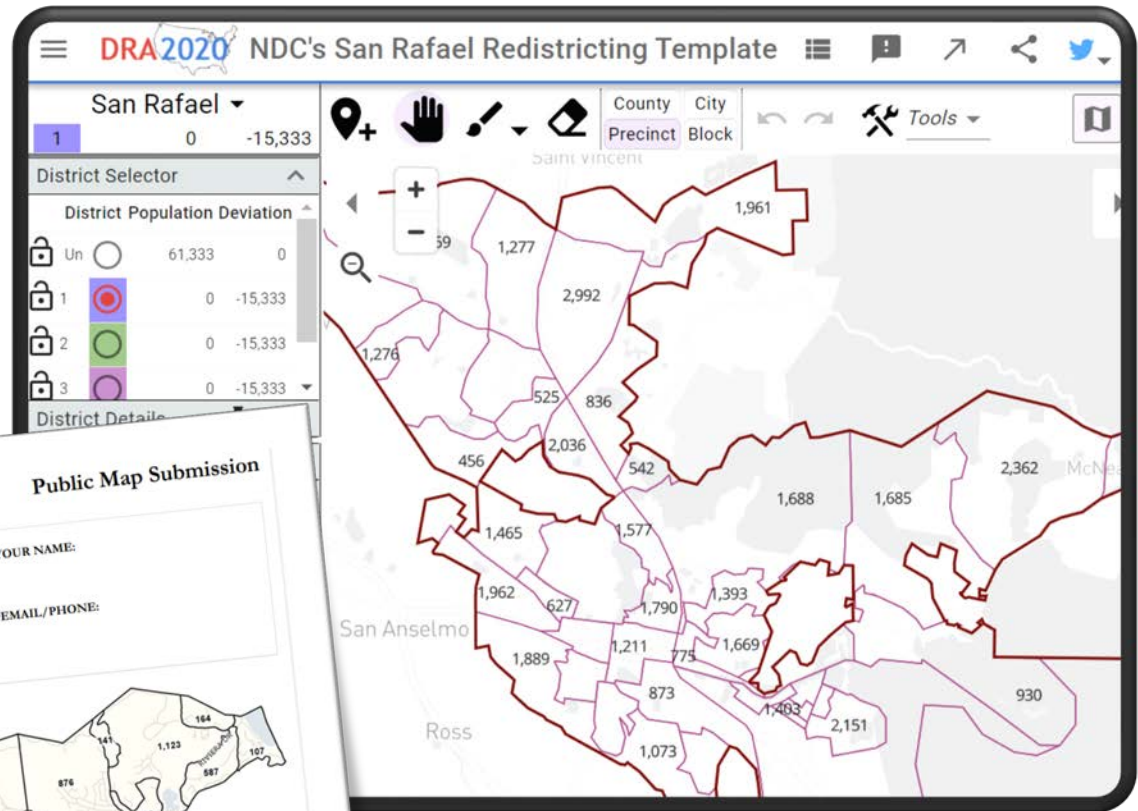 DRA2020 NDC's San Rafael Redistricting Template
San Rafael
1 0 -15,333
County City
Precinct Block
Tools
District Selector
District Population Deviation
Un 61,333 0
1 0 -15,333
2 0 -15,333
3 0 -15,333
District Details
Saint Vincent
+
−
1,961
59
1,277
2,992
1,276
525
836
2,036
456
542
2,362
1,688
1,685
1,465
1,577
1,962
627
1,790
1,393
San Anselmo
1,211
775
1,669
1,889
873
930
1,403
2,151
Ross
1,073
Public Map Submission
YOUR NAME:
EMAIL/PHONE:
164
141
1,123
107
587
876